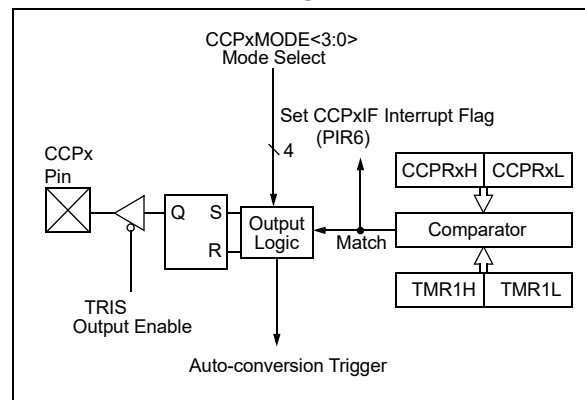 CCPxMODE<3:0>
Mode Select
Set CCPxIF Interrupt Flag
(PIR6)
4
CCPx
Pin
CCPRxH CCPRxL
Q S
R
Output
Logic
Match
Comparator
TMR1H TMR1L
TRIS
Output Enable
Auto-conversion Trigger